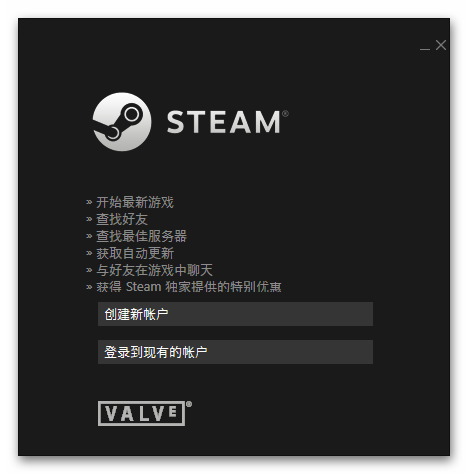 STEAM®
» 开始最新游戏
» 查找好友
» 查找最佳服务器
» 获取自动更新
» 与好友在游戏中聊天
» 获得 Steam 独家提供的特别优惠
创建新帐户
登录到现有的帐户
VALVE®